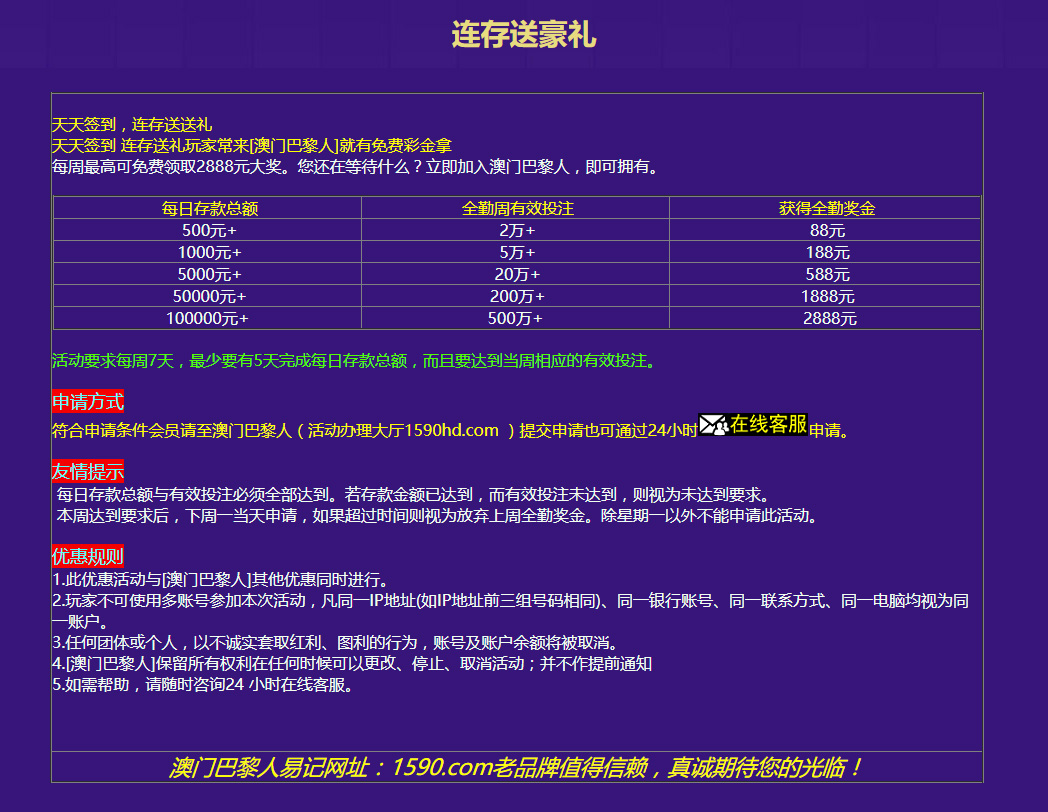 连存送豪礼
天天签到，连存送送礼
天天签到 连存送礼玩家常来[澳门巴黎人]就有免费彩金拿
每周最高可免费领取2888元大奖。您还在等待什么？立即加入澳门巴黎人，即可拥有。
每日存款总额 全勤周有效投注 获得全勤奖金
500元+ 2万+ 88元
1000元+ 5万+ 188元
5000元+ 20万+ 588元
50000元+ 200万+ 1888元
100000元+ 500万+ 2888元
活动要求每周7天，最少要有5天完成每日存款总额，而且要达到当周相应的有效投注。
申请方式
符合申请条件会员请至澳门巴黎人（活动办理大厅1590hd.com ）提交申请也可通过24小时在线客服申请。
友情提示
每日存款总额与有效投注必须全部达到。若存款金额已达到，而有效投注未达到，则视为未达到要求。
本周达到要求后，下周一当天申请，如果超过时间则视为放弃上周全勤奖金。除星期一以外不能申请此活动。
优惠规则
1.此优惠活动与[澳门巴黎人]其他优惠同时进行。
2.玩家不可使用多账号参加本次活动，凡同一IP地址(如IP地址前三组号码相同)、同一银行账号、同一联系方式、同一电脑均视为同
一账户。
3.任何团体或个人，以不诚实套取红利、图利的行为，账号及账户余额将被取消。
4.[澳门巴黎人]保留所有权利在任何时候可以更改、停止、取消活动；并不作提前通知
5.如需帮助，请随时咨询24 小时在线客服。
澳门巴黎人易记网址：1590.com老品牌值得信赖，真诚期待您的光临！